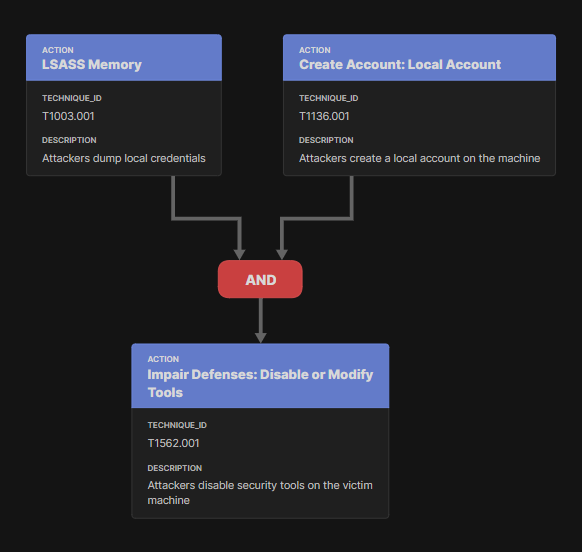 ACTION
LSASS Memory
TECHNIQUE_ID
T1003.001
DESCRIPTION
Attackers dump local credentials
ACTION
Create Account: Local Account
TECHNIQUE_ID
T1136.001
DESCRIPTION
Attackers create a local account on the machine
AND
ACTION
Impair Defenses: Disable or Modify
Tools
TECHNIQUE_ID
T1562.001
DESCRIPTION
Attackers disable security tools on the victim
machine